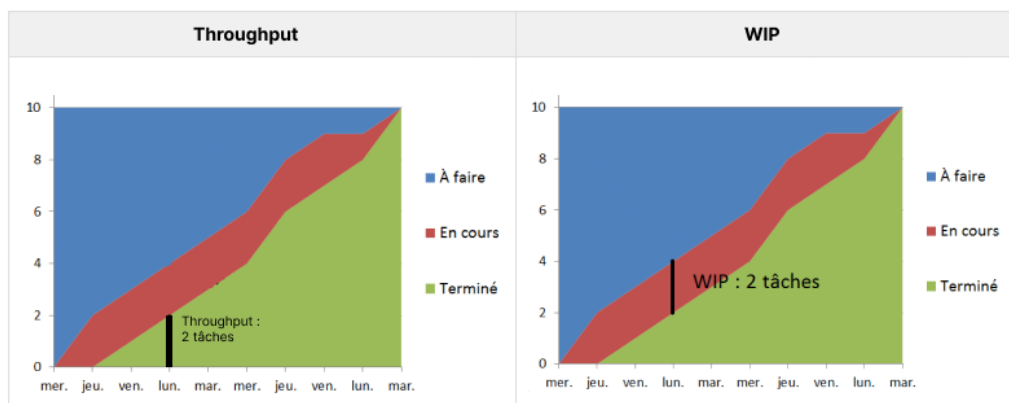 Throughput
WIP
10
8
6
4
2
0
mer. jeu. ven. lun. mar. mer. jeu. ven. lun. mar.
À faire
En cours
Terminé
Throughput :
2 tâches
10
8
6
4
2
0
mer. jeu. ven. lun. mar. mer. jeu. ven. lun. mar.
À faire
En cours
Terminé
WIP : 2 tâches